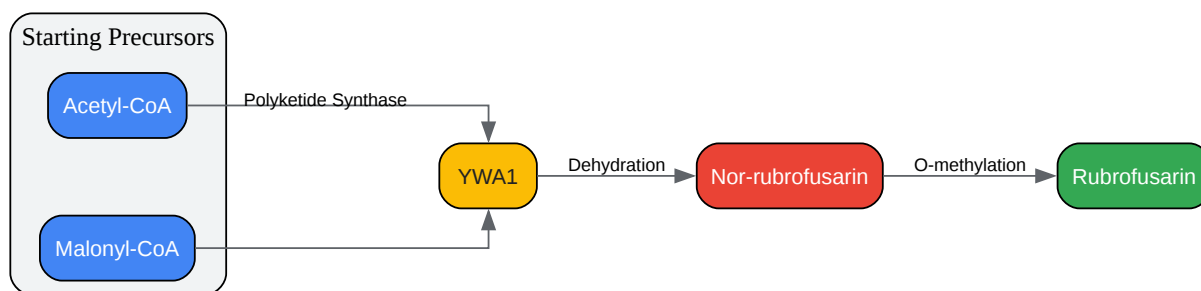 Starting Precursors
Acetyl-CoA
Polyketide Synthase
YWA1
Dehydration
Nor-rubrofusarin
O-methylation
Rubrofusarin
Malonyl-CoA